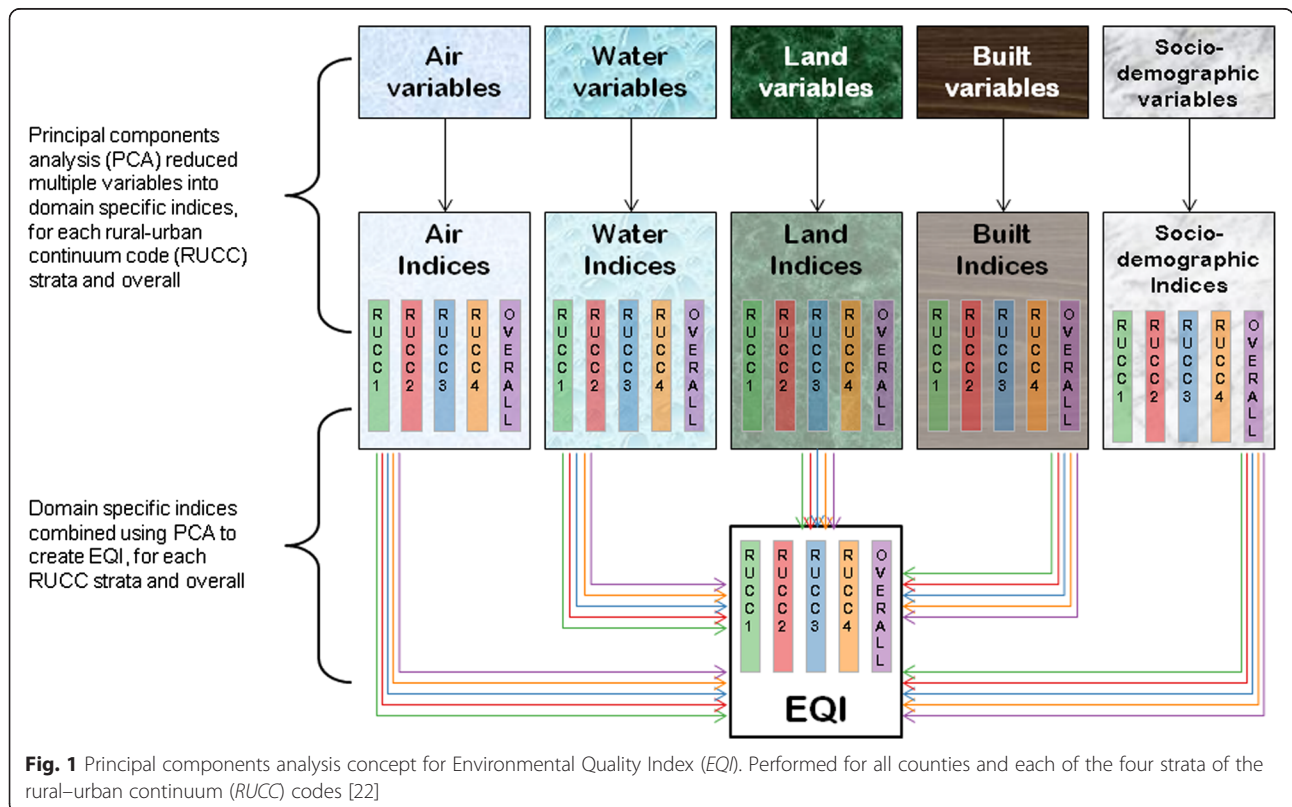 Air
variables
Water
variables
Land
variables
Built
variables
Socio-
demographic
variables
Principal components
analysis (PCA) reduced
multiple variables into
domain specific indices,
for each rural-urban
continuum code (RUCC)
strata and overall
Air
Indices
RUCC1
RUCC2
RUCC3
RUCC4
OVERALL
Water
Indices
RUCC1
RUCC2
RUCC3
RUCC4
OVERALL
Land
Indices
RUCC1
RUCC2
RUCC3
RUCC4
OVERALL
Built
Indices
RUCC1
RUCC2
RUCC3
RUCC4
OVERALL
Socio-
demographic
Indices
RUCC1
RUCC2
RUCC3
RUCC4
OVERALL
Domain specific indices
combined using PCA to
create EQI, for each
RUCC strata and overall
RUCC1
RUCC2
RUCC3
RUCC4
OVERALL
EQI
Fig. 1 Principal components analysis concept for Environmental Quality Index (EQI). Performed for all counties and each of the four strata of the
rural–urban continuum (RUCC) codes [22]